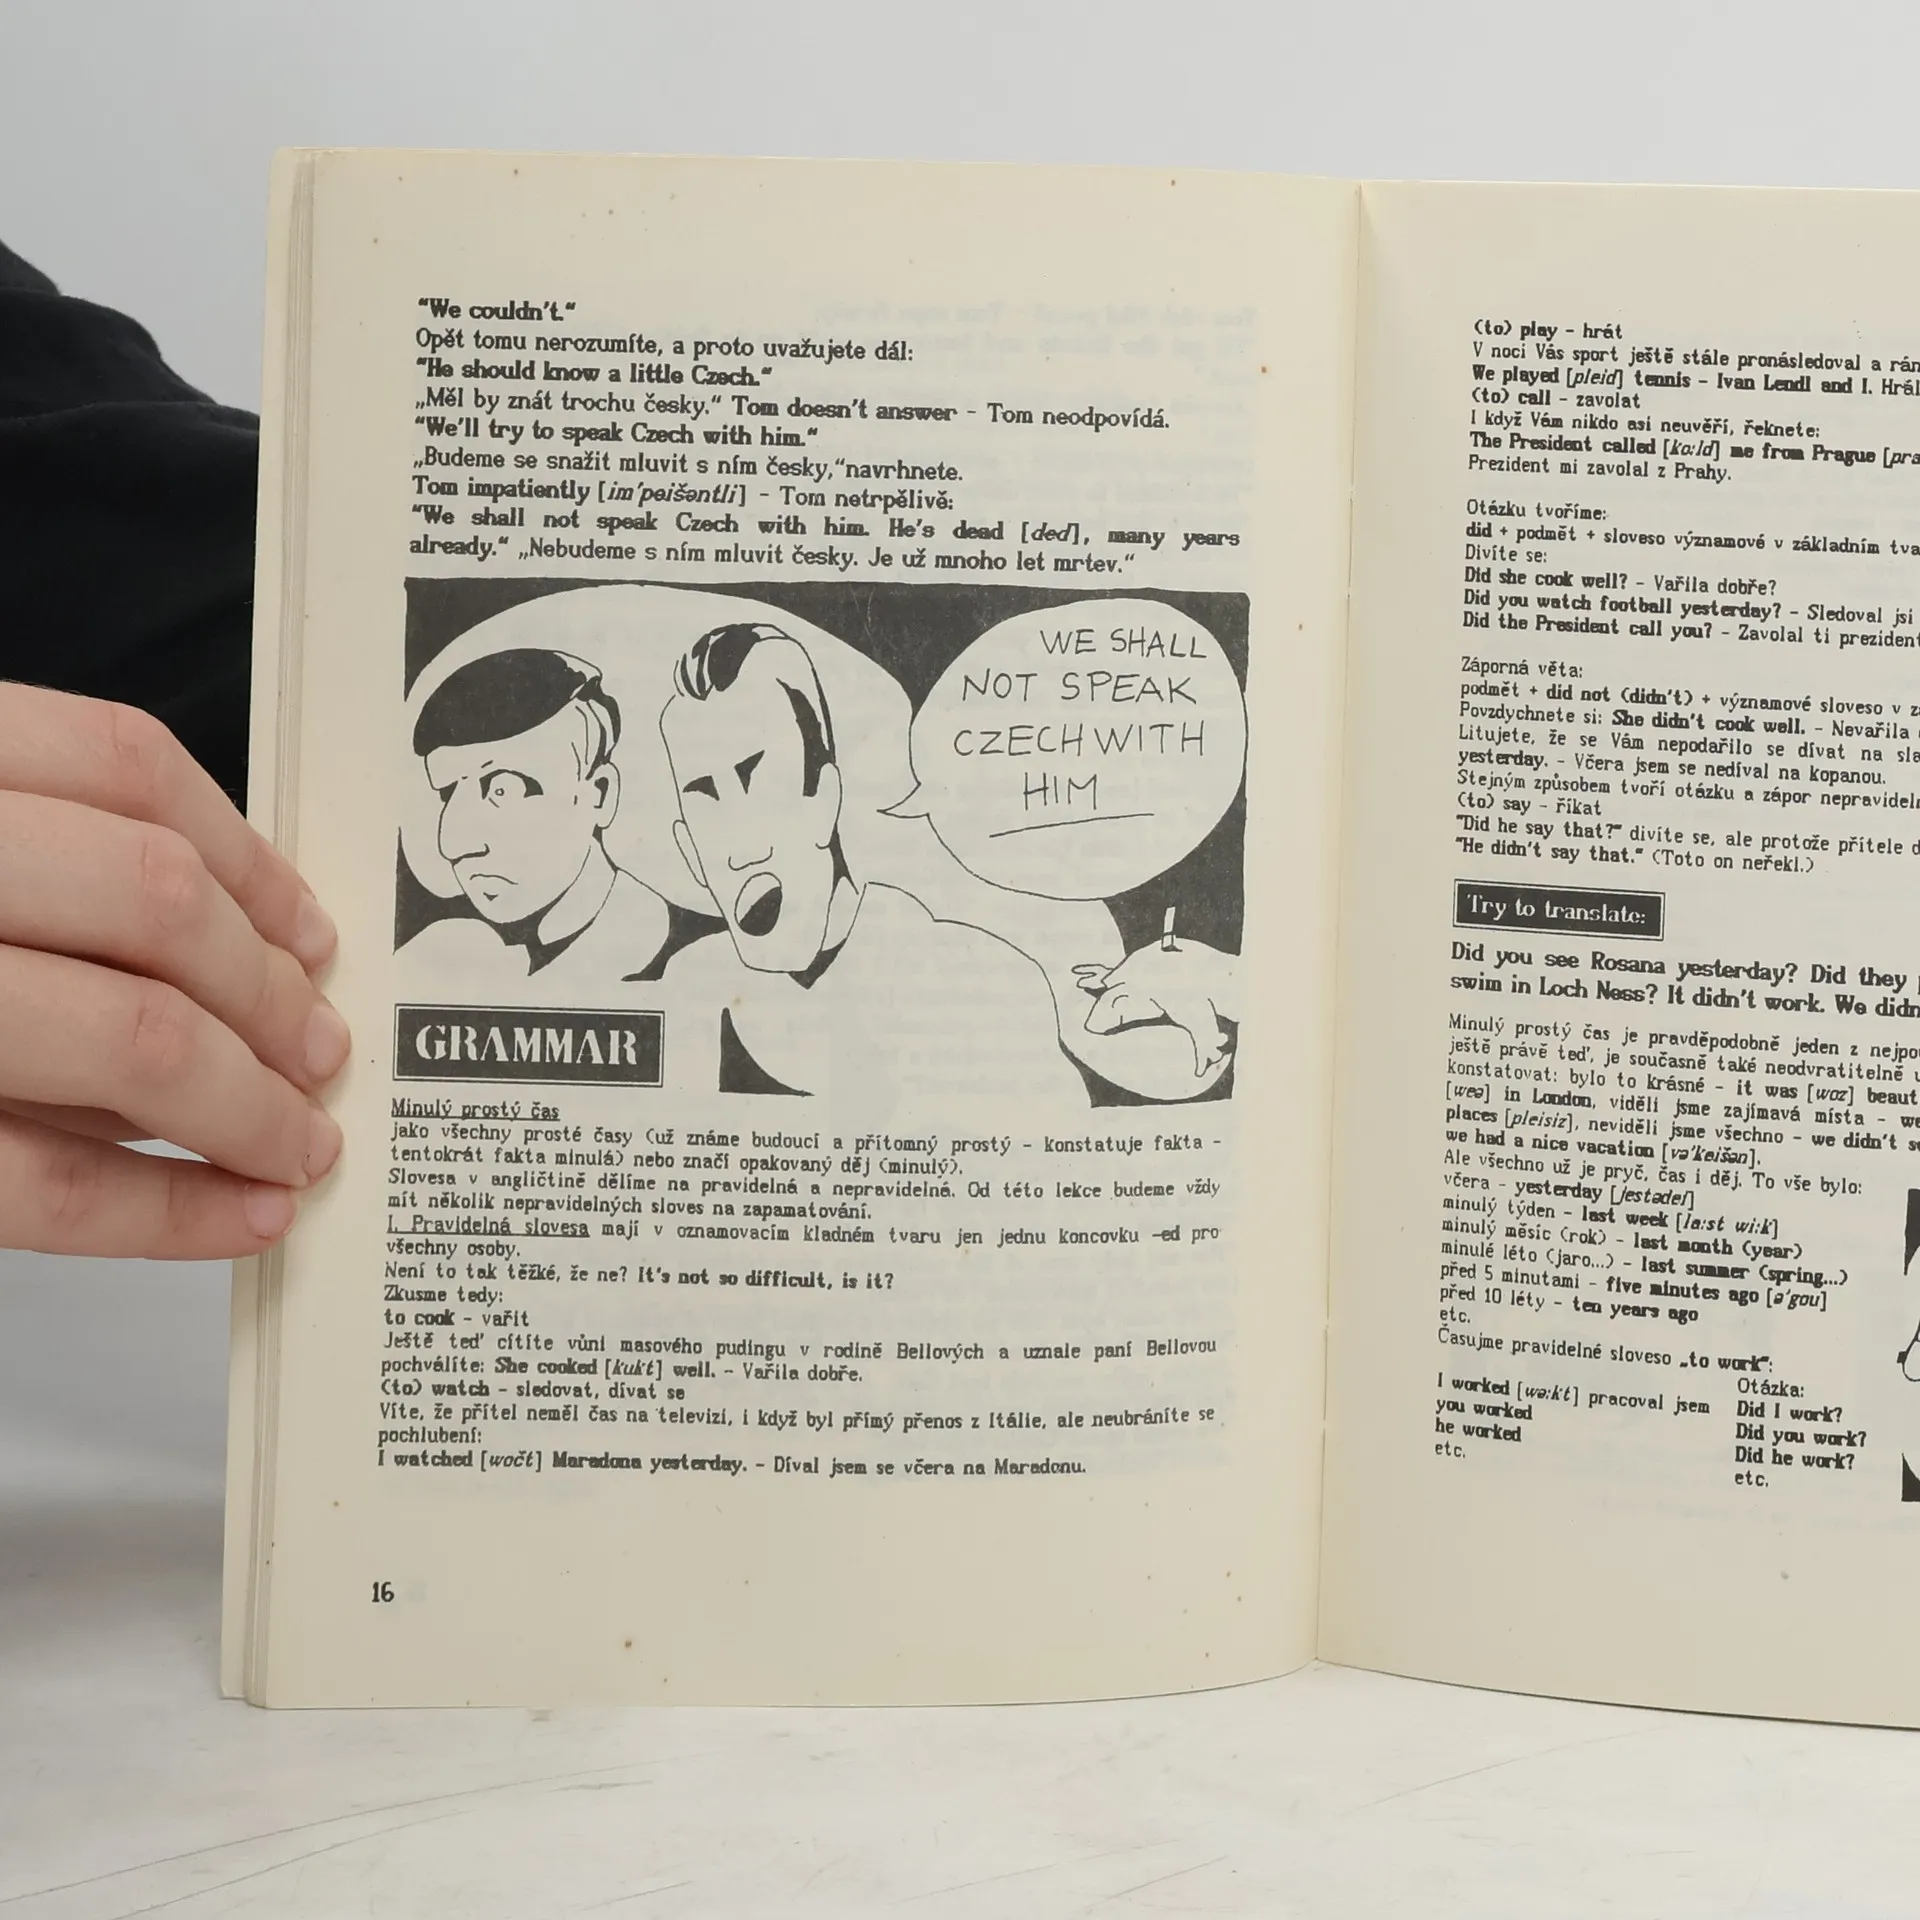 “We couldn't.“
Opět tomu nerozumíte, a proto uvažujete dál:
“He should know a little Czech.“
„Měl by znát trochu česky.“ Tom doesn't answer - Tom neodpovídá.
“We'll try to speak Czech with him.“
„Budeme se snažit mluvit s ním česky,“navrhnete.
Tom impatiently [im'peišəntli] - Tom netrpělivě:
“We shall not speak Czech with him. He's dead [ded], many years
already.“ „Nebudeme s ním mluvit česky. Je už mnoho let mrtev.“
WE SHALL
NOT SPEAK
CZECH WITH
HIM
GRAMMAR
Minulý prostý čas
jako všechny prosté časy (už známe budoucí a přítomný prostý - konstatuje fakta -
tentokrát fakta minulá) nebo značí opakovaný děj (minulý).
Slovesa v angličtině dělíme na pravidelná a nepravidelná. Od této lekce budeme vždy
mít několik nepravidelných sloves na zapamatování.
1. Pravidelná slovesa mají v oznamovacím kladném tvaru jen jednu koncovku -ed pro
všechny osoby.
Není to tak těžké, že ne? It's not so difficult, is it?
Zkusme tedy:
to cook - vařit
Ještě teď cítíte vůni masového pudingu v rodině Bellových a uznale paní Bellovou
pochválíte: She cooked [kukt] well. - Vařila dobře.
(to) watch - sledovat, dívat se
Víte, že přítel neměl čas na televizi, i když byl přímý přenos z Itálie, ale neubráníte se
pochlubení:
I watched [wočt] Maradona yesterday. - Díval jsem se včera na Maradonu.
16
(to) play - hrát
V noci Vás sport ještě stále pronásledoval a
We played [pleid] tennis - Ivan Lendl and I.
(to) call - zavolat
I když Vám nikdo asi neuvěří, řeknete:
The President called [ko:ld] me from Prague
Prezident mi zavolal z Prahy.
Otázku tvoříme:
did + podmět + sloveso významové v základním
Divíte se:
Did she cook well? - Vařila dobře?
Did you watch football yesterday? - Sledoval jsi
Did the President call you? - Zavolal ti prezident
Záporná věta:
podmět + did not (didn't) + významové sloveso v
Povzdychnete si: She didn't cook well. - Nevařila
Litujete, že se Vám nepodařilo se dívat na
yesterday. - Včera jsem se nedíval na kopanou.
Stejným způsobem tvoří otázku a zápor
(to) say - říkat
“Did he say that?“ divíte se, ale protože přítele
“He didn't say that.“ (Toto on neřekl.)
Try to translate:
Did you see Rosana yesterday? Did they
swim in Loch Ness? It didn't work. We
Minulý prostý čas je pravděpodobně jeden z
ještě právě teď, je současně také neodvratitelně
konstatovat: bylo to krásné - it was [woz]
[weə] in London, viděli jsme zajímavá místa -
places [pleisiz], neviděli jsme všechno - we didn't
we had a nice vacation [və'keišən].
Ale všechno už je pryč, čas i děj. To vše bylo:
včera - yesterday [jestədei]
minulý týden - last week [la:st wi:k]
minulý měsíc (rok) - last month (year)
minulé léto (jaro...) - last summer (spring...)
před 5 minutami - five minutes ago [ə'gou]
před 10 léty - ten years ago
etc.
Časujme pravidelné sloveso „to work“:
I worked [wə:kt] pracoval jsem
you worked
he worked
etc.
Otázka:
Did I work?
Did you work?
Did he work?
etc.